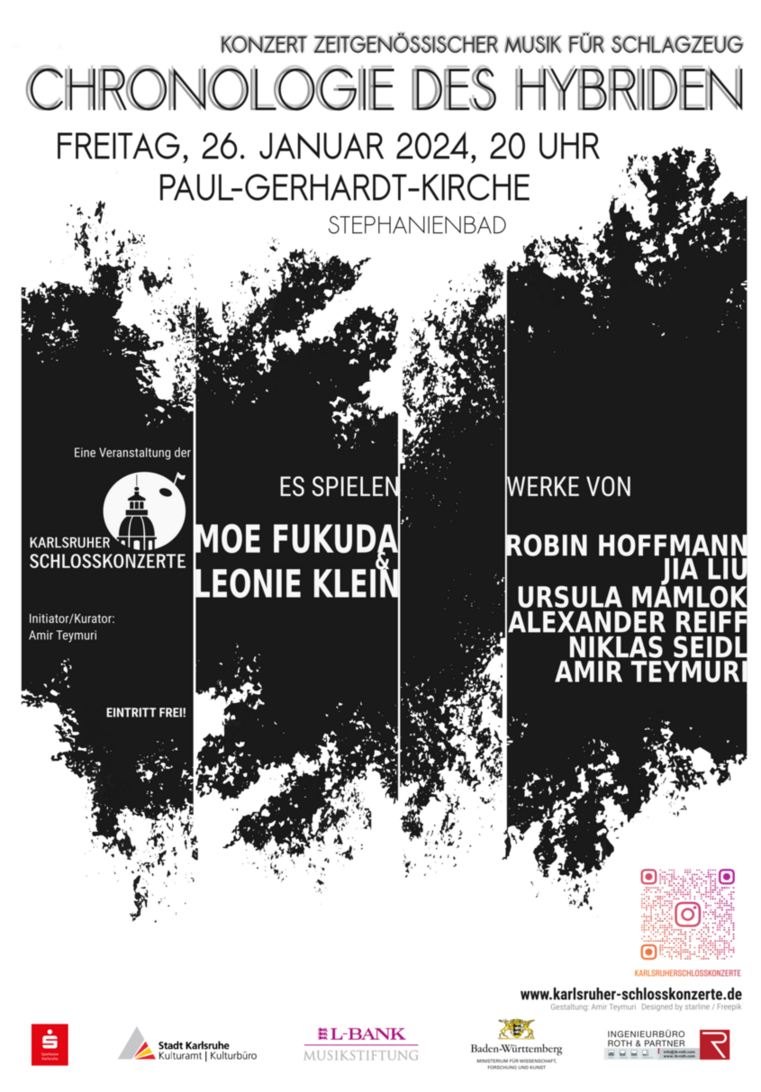 KONZERT ZEITGENÖSSISCHER MUSIK FÜR SCHLAGZEUG
CHRONOLOGIE DES HYBRIDEN
FREITAG, 26. JANUAR 2024, 20 UHR
PAUL-GERHARDT-KIRCHE
STEPHANIENBAD
Eine Veranstaltung der
KARLSRUHER
SCHLOSSKONZERTE
Initiator/Kurator:
Amir Teymuri
EINTRITT FREI!
ES SPIELEN
MOE FUKUDA
&
LEONIE KLEIN
WERKE VON
ROBIN HOFFMANN
JIA LIU
URSULA MAMLOK
ALEXANDER REIFF
NIKLAS SEIDL
AMIR TEYMURI
KARLSRUHERSCHLOSSKONZERTE
www.karlsruher-schlosskonzerte.de
Gestaltung: Amir Teymuri Designed by starline / Freepik
Sparkasse
Karlsruhe
Stadt Karlsruhe
Kulturamt | Kulturbüro
L-BANK
MUSIKSTIFTUNG
Baden-Württemberg
MINISTERIUM FÜR WISSENSCHAFT,
FORSCHUNG UND KUNST
INGENIEURBÜRO
ROTH & PARTNER